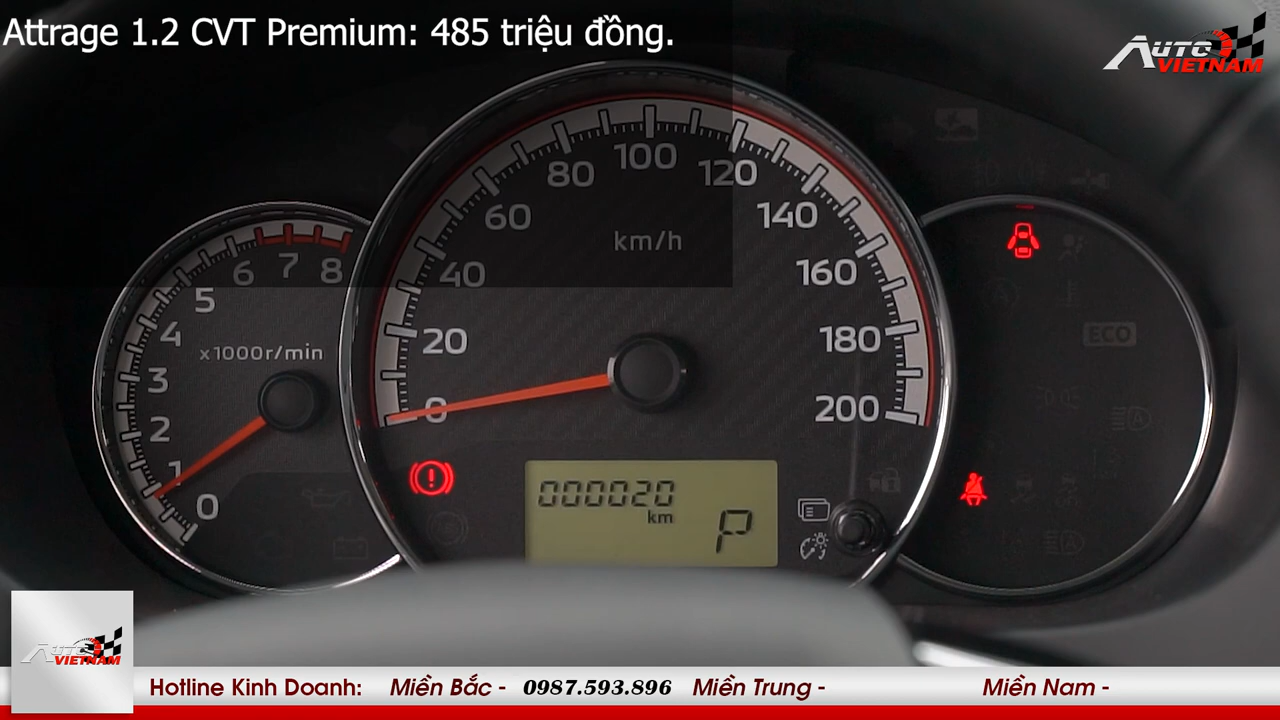 Attrage 1.2 CVT Premium: 485 triệu đồng.
AUTO
VIETNAM
80 100 120
60 140
km/h
6 7 8 40 160
5
4 20 180
x1000r/min
3 ECO
2 0 200
1
0
000020
km
P
AUTO
VIETNAM
Hotline Kinh Doanh: Miền Bắc - 0987.593.896 Miền Trung - Miền Nam -